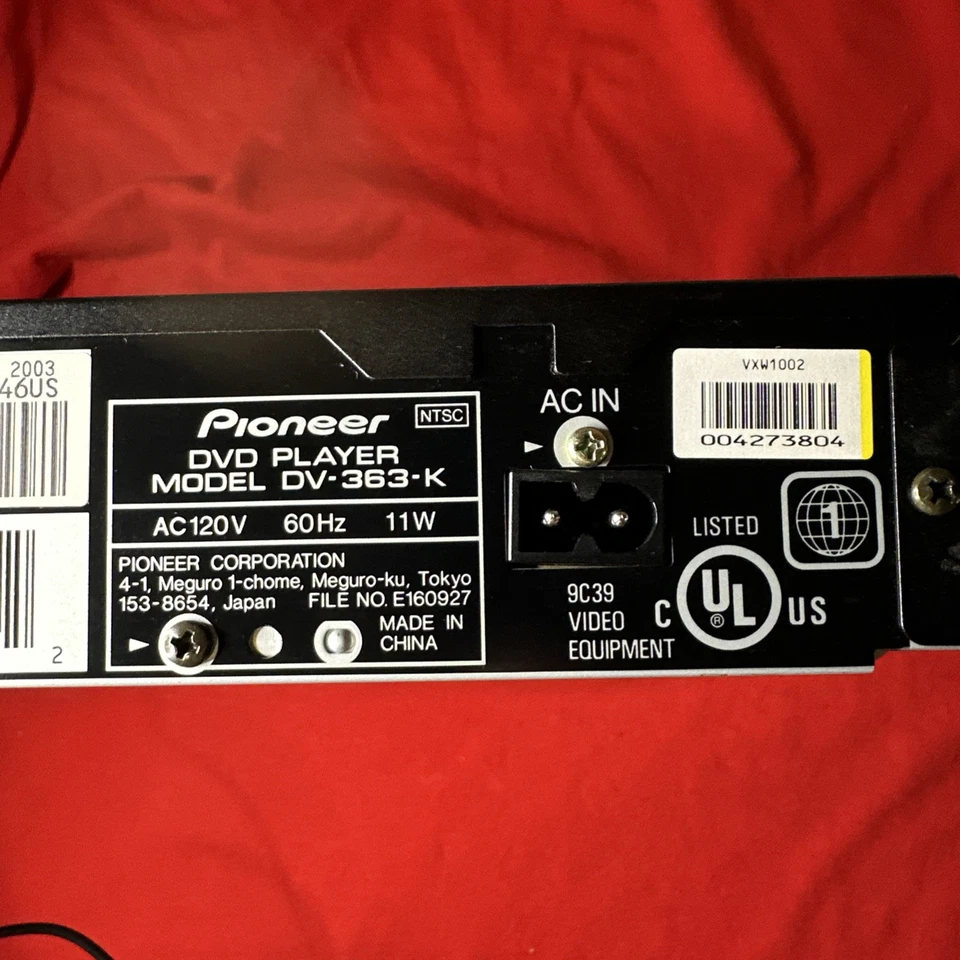 2003
46US
2
Pioneer NTSC
DVD PLAYER
MODEL DV-363-K
AC120V 60Hz 11W
PIONEER CORPORATION
4-1, Meguro 1-chome, Meguro-ku, Tokyo
153-8654, Japan FILE NO. E160927
MADE IN
CHINA
AC IN
9C39
VIDEO
EQUIPMENT
VXW1002
004273804
LISTED
C UL ® US
1